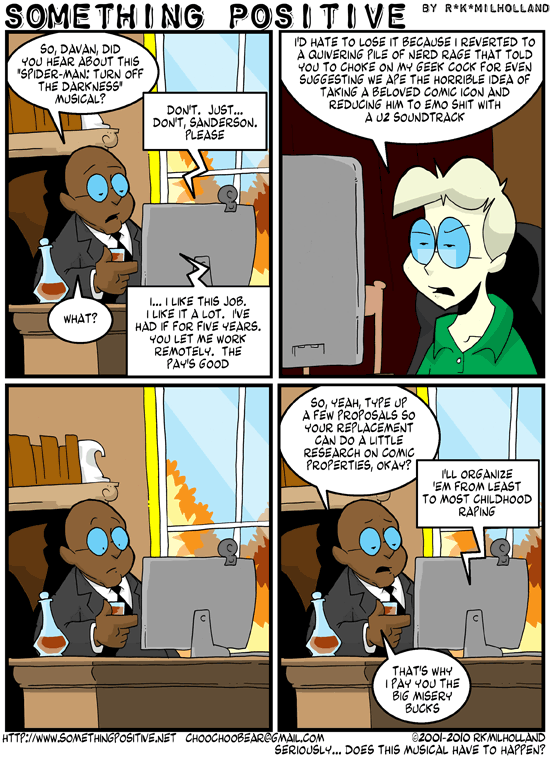 SOMETHING POSITIVE
BY R*K*MILHOLLAND
SO, DAVAN, DID
YOU HEAR ABOUT THIS
"SPIDER-MAN: TURN OFF
THE DARKNESS"
MUSICAL?
DON'T. JUST...
DON'T, SANDERSON.
PLEASE
WHAT?
I... I LIKE THIS JOB.
I LIKE IT A LOT. I'VE
HAD IF FOR FIVE YEARS.
YOU LET ME WORK
REMOTELY. THE
PAY'S GOOD
I'D HATE TO LOSE IT BECAUSE I REVERTED TO
A QUIVERING PILE OF NERD RAGE THAT TOLD
YOU TO CHOKE ON MY GEEK COCK FOR EVEN
SUGGESTING WE APE THE HORRIBLE IDEA OF
TAKING A BELOVED COMIC ICON AND
REDUCING HIM TO EMO SHIT WITH
A U2 SOUNDTRACK
SO, YEAH, TYPE UP
A FEW PROPOSALS SO
YOUR REPLACEMENT
CAN DO A LITTLE
RESEARCH ON COMIC
PROPERTIES, OKAY?
I'LL ORGANIZE
'EM FROM LEAST
TO MOST CHILDHOOD
RAPING
THAT'S WHY
I PAY YOU THE
BIG MISERY
BUCKS
HTTP://WWW.SOMETHINGPOSITIVE.NET CHOOCHOOBEAR@GMAIL.COM
©2001-2010 RKMILHOLLAND
SERIOUSLY... DOES THIS MUSICAL HAVE TO HAPPEN?